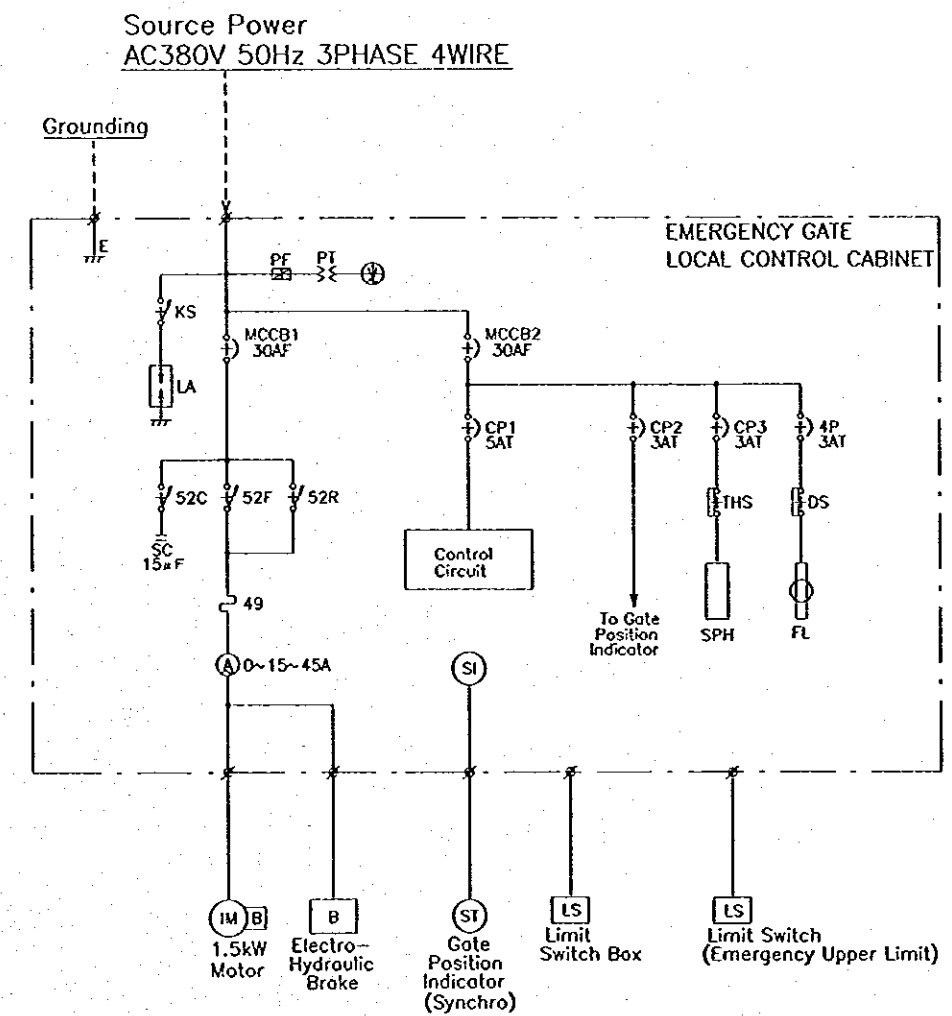 Source Power
AC380V 50Hz 3PHASE 4WIRE
Grounding
E
EMERGENCY GATE
LOCAL CONTROL CABINET
PF
PT
V
KS
LA
MCCB1
30AF
MCCB2
30AF
CP1
5AT
CP2
3AT
CP3
3AT
4P
3AT
52C
52F
52R
SC
15μF
THS
DS
Control
Circuit
49
To Gate
Position
Indicator
SPH
FL
A
0~15~45A
SI
IM
B
1.5kW
Motor
B
Electro-
Hydraulic
Brake
ST
Gate
Position
Indicator
(Synchro)
LS
Limit
Switch Box
LS
Limit Switch
(Emergency Upper Limit)